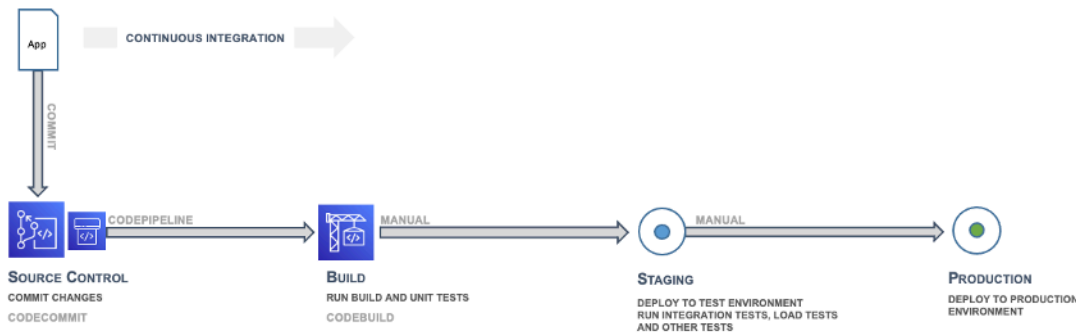 App
CONTINUOUS INTEGRATION
COMMIT
CODEPIPELINE
MANUAL
MANUAL
SOURCE CONTROL
COMMIT CHANGES
CODECOMMIT
BUILD
RUN BUILD AND UNIT TESTS
CODEBUILD
STAGING
DEPLOY TO TEST ENVIRONMENT
RUN INTEGRATION TESTS, LOAD TESTS
AND OTHER TESTS
PRODUCTION
DEPLOY TO PRODUCTION
ENVIRONMENT